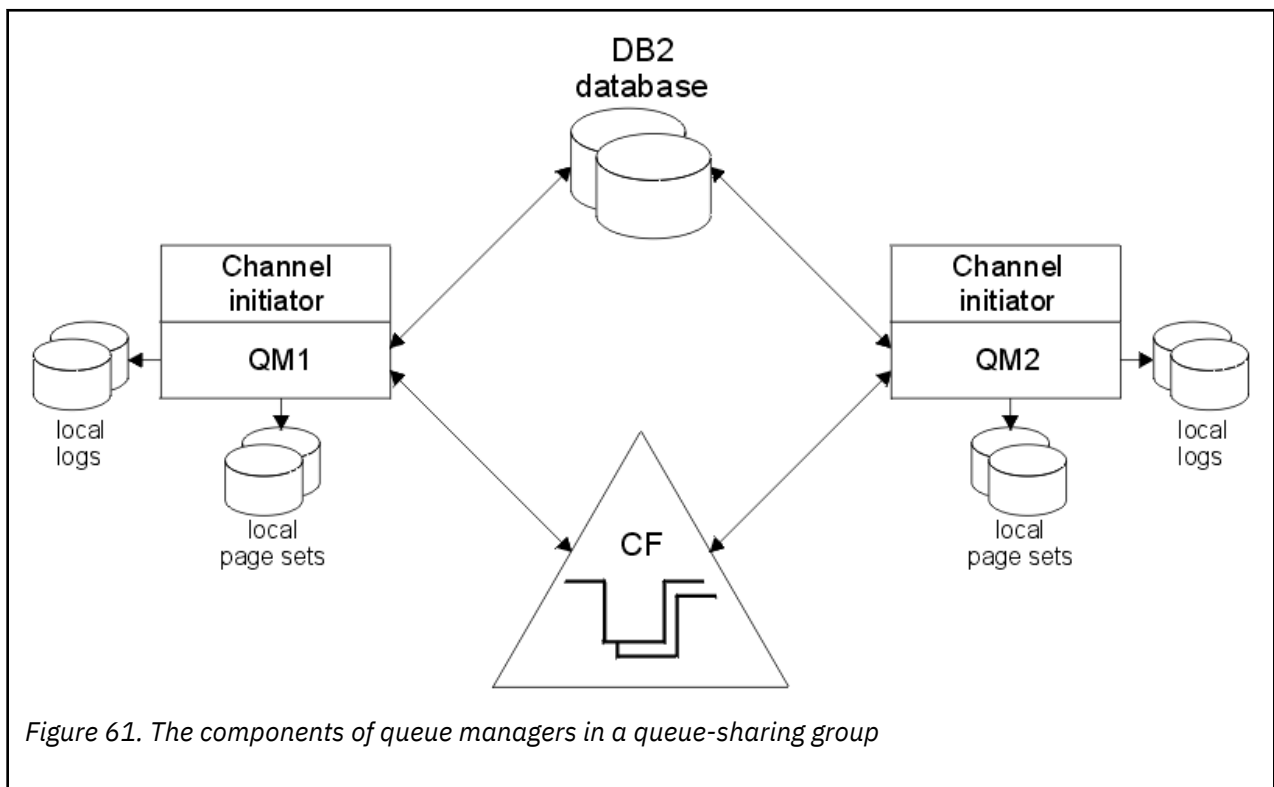 DB2
database
Channel
initiator
QM1
local
logs
local
page sets
Channel
initiator
QM2
local
logs
local
page sets
CF
Figure 61. The components of queue managers in a queue-sharing group